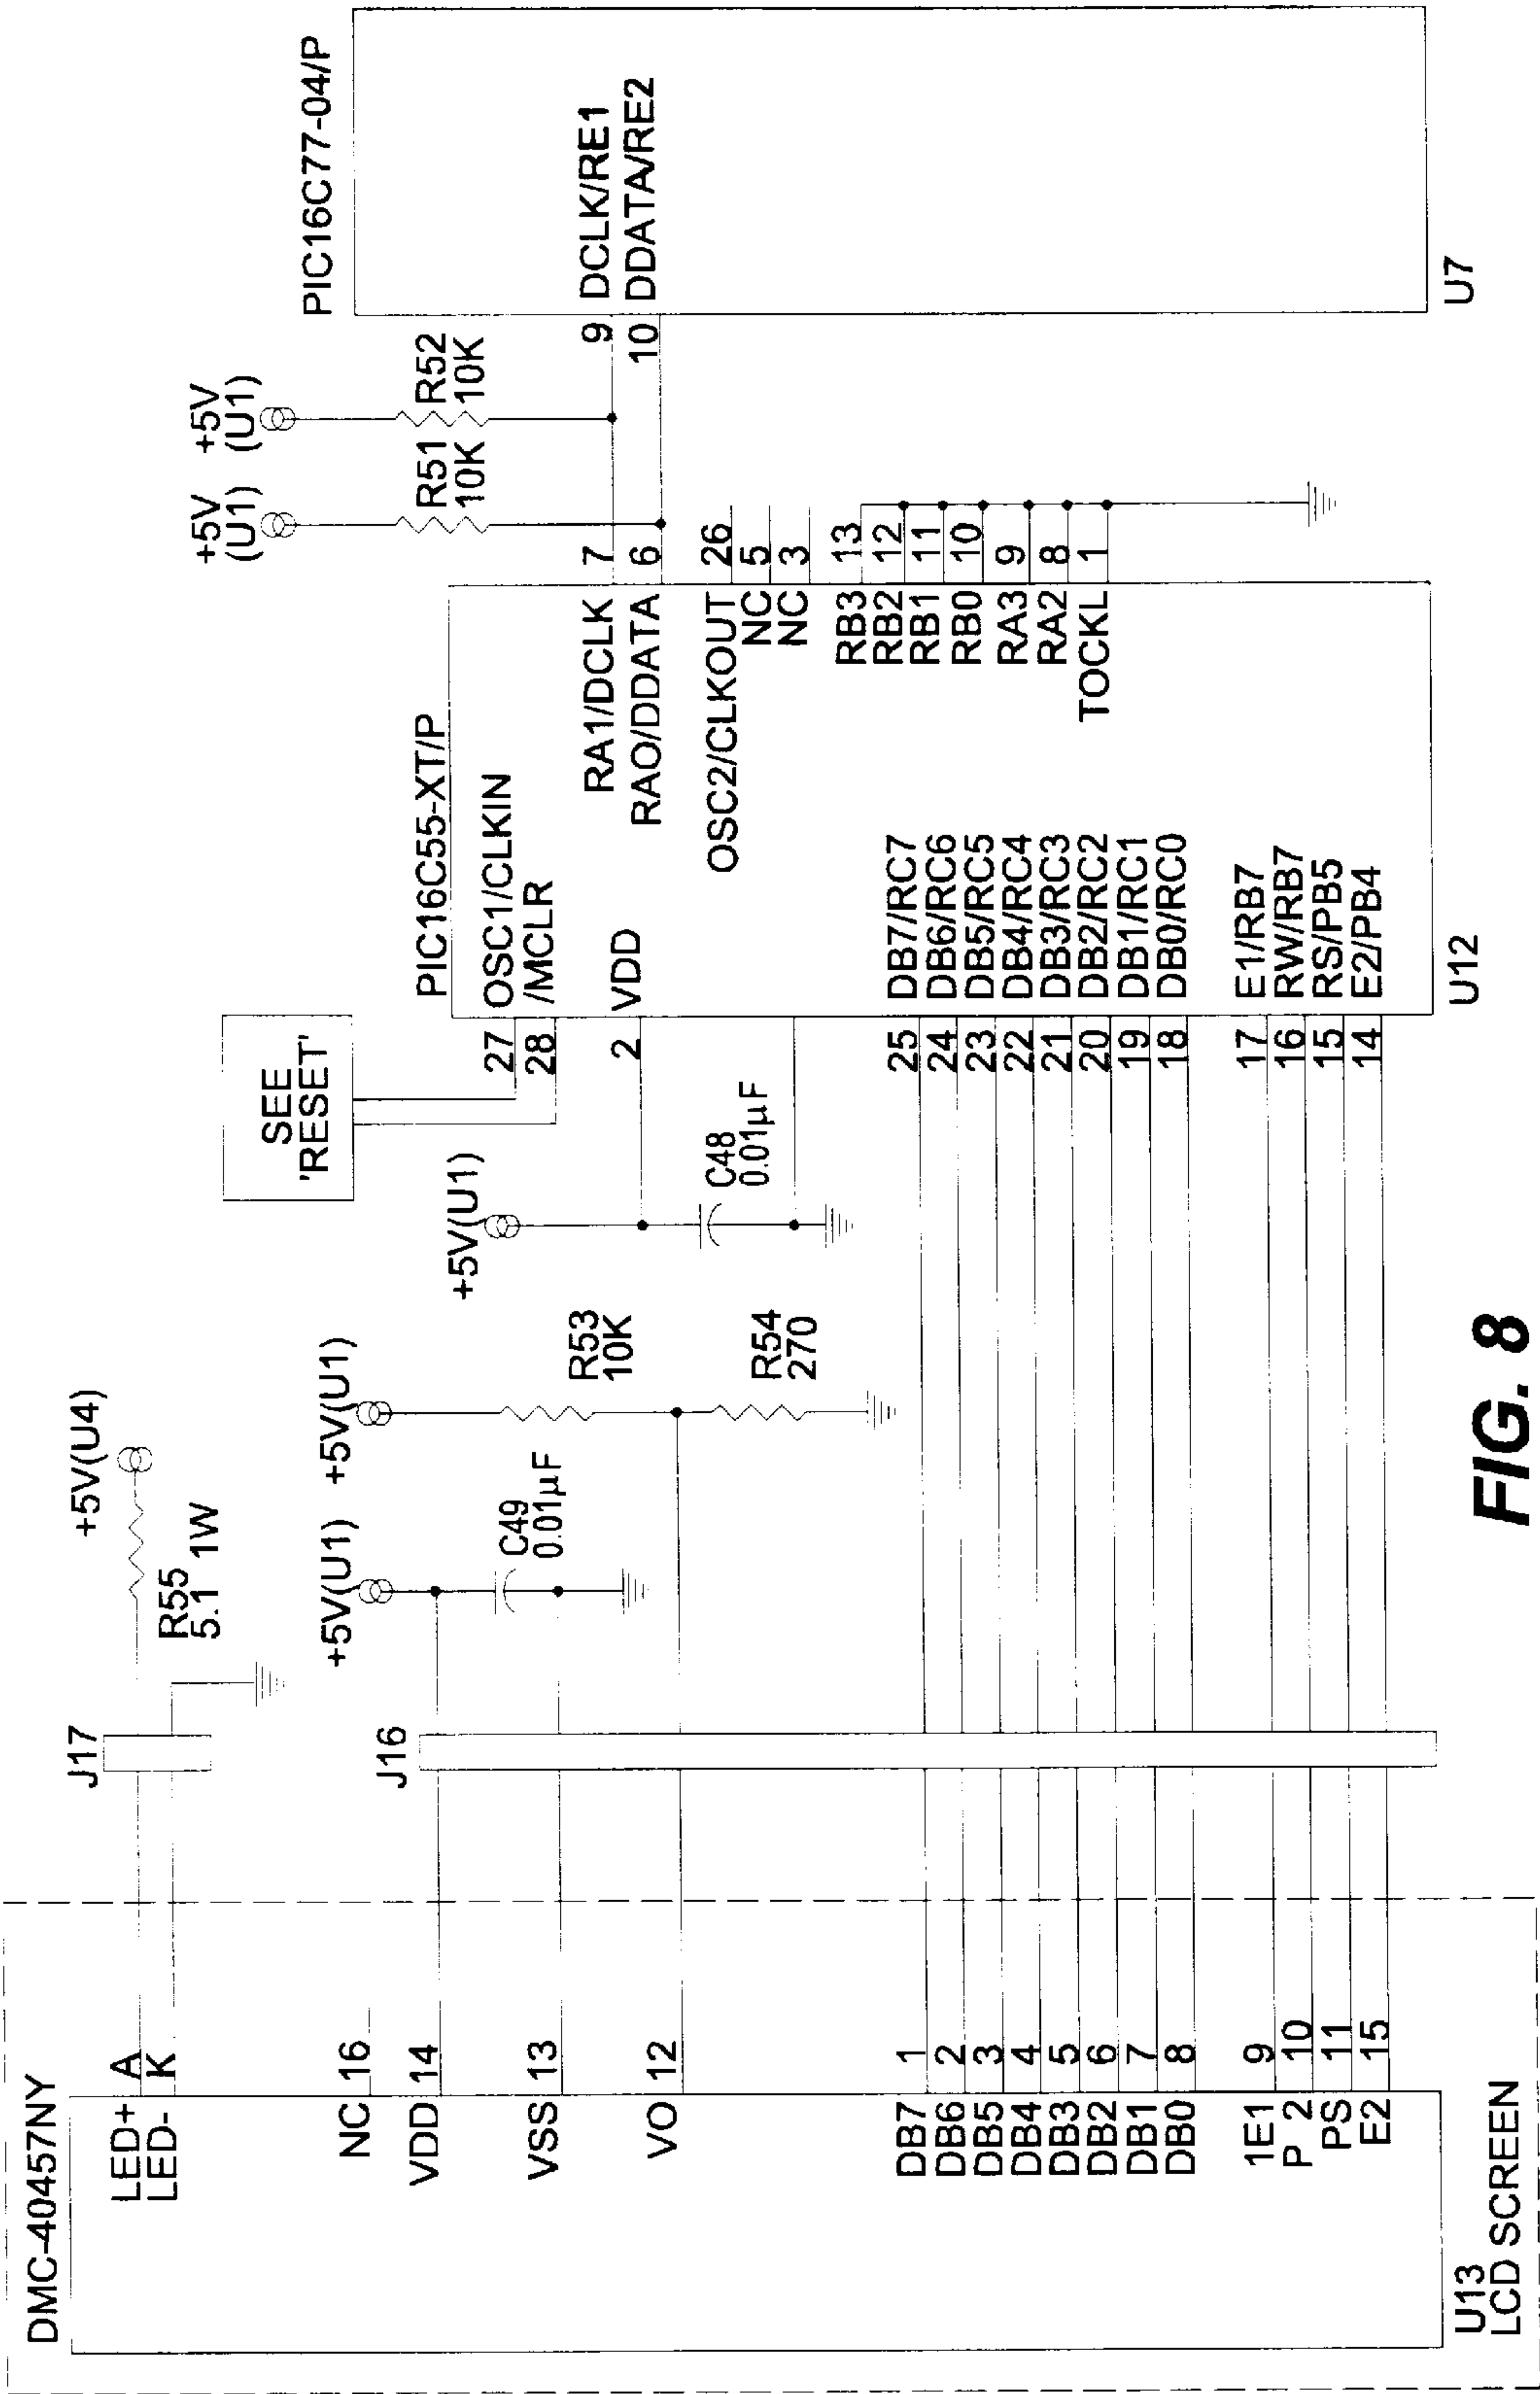 DMC-40457NY
LED+ A
LED- K
NC 16
VDD 14
VSS 13
VO 12
DB7 1
DB6 2
DB5 3
DB4 4
DB3 5
DB2 6
DB1 7
DB0 8
1E1 9
P 2 10
PS 11
E2 15
U13
LCD SCREEN
J17
J16
R55
5.1 1W
+5V(U4)
+5V(U1)
C49
0.01µF
+5V(U1)
R53
10K
R54
270
+5V(U1)
C48
0.01µF
SEE
'RESET'
PIC16C55-XT/P
27 OSC1/CLKIN
28 /MCLR
2 VDD
25 DB7/RC7
24 DB6/RC6
23 DB5/RC5
22 DB4/RC4
21 DB3/RC3
20 DB2/RC2
19 DB1/RC1
18 DB0/RC0
17 E1/RB7
16 RW/RB7
15 RS/PB5
14 E2/PB4
RA1/DCLK 7
RAO/DDATA 6
OSC2/CLKOUT 26
NC 5
NC 3
RB3 13
RB2 12
RB1 11
RB0 10
RA3 9
RA2 8
TOCKL 1
U12
+5V
(U1)
R51
10K
+5V
(U1)
R52
10K
PIC16C77-04/P
9 DCLK/RE1
10 DDATA/RE2
U7
FIG. 8